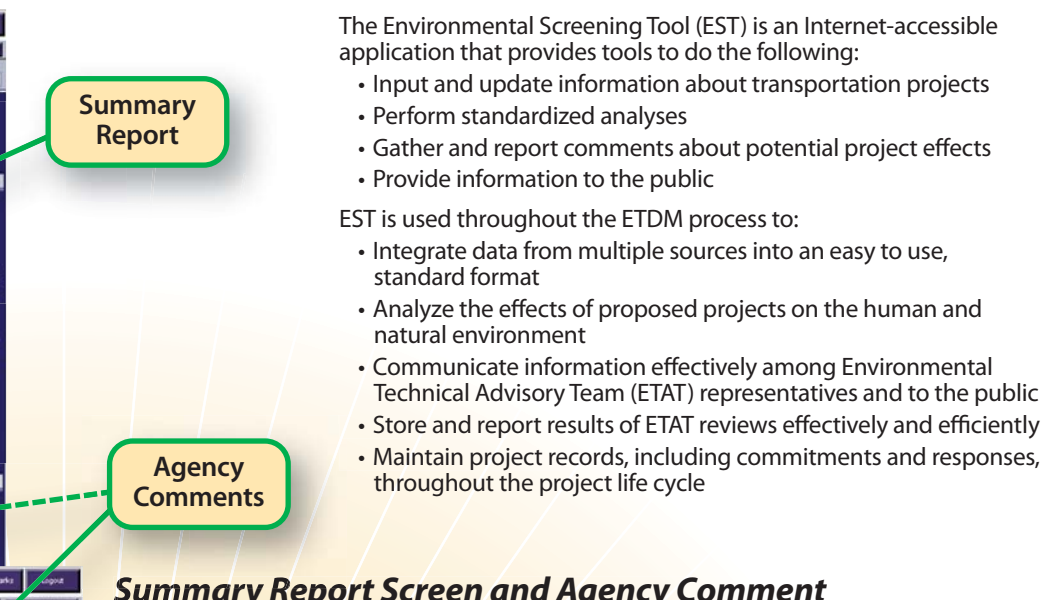 Summary
Report
The Environmental Screening Tool (EST) is an Internet-accessible
application that provides tools to do the following:
• Input and update information about transportation projects
• Perform standardized analyses
• Gather and report comments about potential project effects
• Provide information to the public
EST is used throughout the ETDM process to:
• Integrate data from multiple sources into an easy to use,
standard format
• Analyze the effects of proposed projects on the human and
natural environment
• Communicate information effectively among Environmental
Technical Advisory Team (ETAT) representatives and to the public
• Store and report results of ETAT reviews effectively and efficiently
• Maintain project records, including commitments and responses,
throughout the project life cycle
Agency
Comments
Logout
Summary Report Screen and Agency Comment